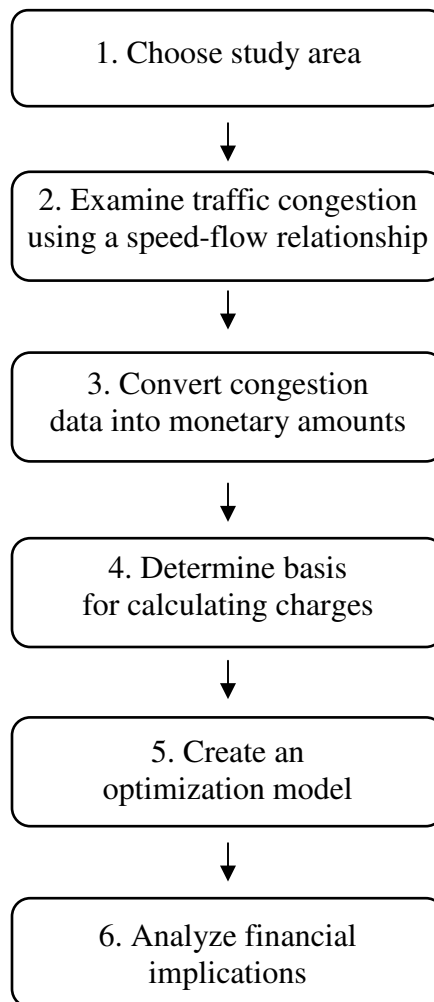 1. Choose study area
2. Examine traffic congestion
using a speed-flow relationship
3. Convert congestion
data into monetary amounts
4. Determine basis
for calculating charges
5. Create an
optimization model
6. Analyze financial
implications